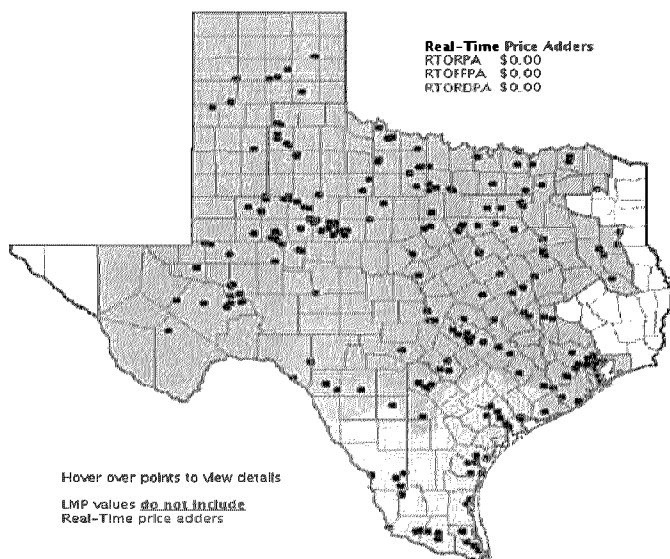 Real-Time Price Adders
RTORPA $0.00
RTOFFPA $0.00
RTORDPA $0.00
Hover over points to view details
LMP values do not include
Real-Time price adders